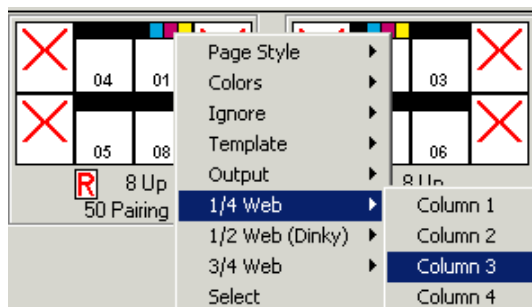 04 01 03
05 08 06
R 8 Up 8 Up
50 Pairing
Page Style
Colors
Ignore
Template
Output
1/4 Web
1/2 Web (Dinky)
3/4 Web
Select
Column 1
Column 2
Column 3
Column 4